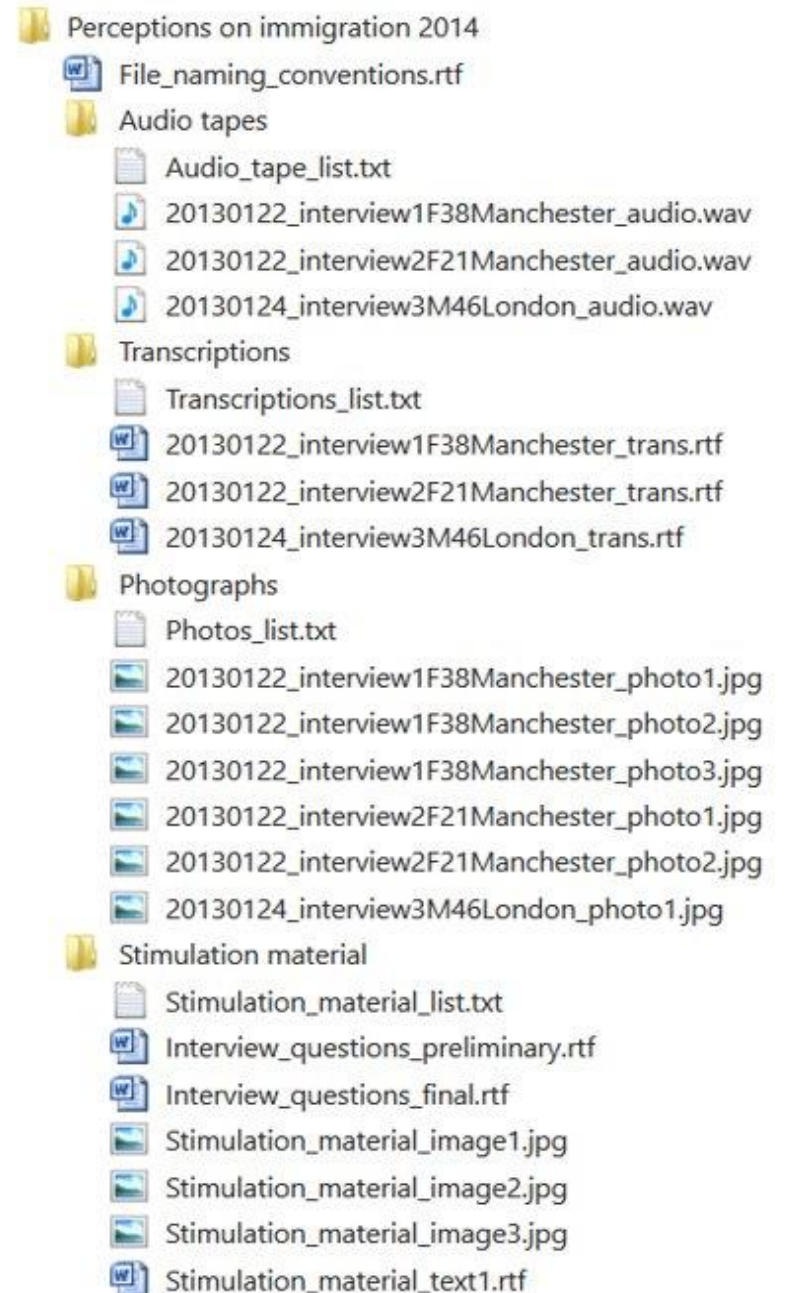 Perceptions on immigration 2014
File_naming_conventions.rtf
Audio tapes
Audio_tape_list.txt
20130122_interview1F38Manchester_audio.wav
20130122_interview2F21Manchester_audio.wav
20130124_interview3M46London_audio.wav
Transcriptions
Transcriptions_list.txt
20130122_interview1F38Manchester_trans.rtf
20130122_interview2F21Manchester_trans.rtf
20130124_interview3M46London_trans.rtf
Photographs
Photos_list.txt
20130122_interview1F38Manchester_photo1.jpg
20130122_interview1F38Manchester_photo2.jpg
20130122_interview1F38Manchester_photo3.jpg
20130122_interview2F21Manchester_photo1.jpg
20130122_interview2F21Manchester_photo2.jpg
20130124_interview3M46London_photo1.jpg
Stimulation material
Stimulation_material_list.txt
Interview_questions_preliminary.rtf
Interview_questions_final.rtf
Stimulation_material_image1.jpg
Stimulation_material_image2.jpg
Stimulation_material_image3.jpg
Stimulation_material_text1.rtf